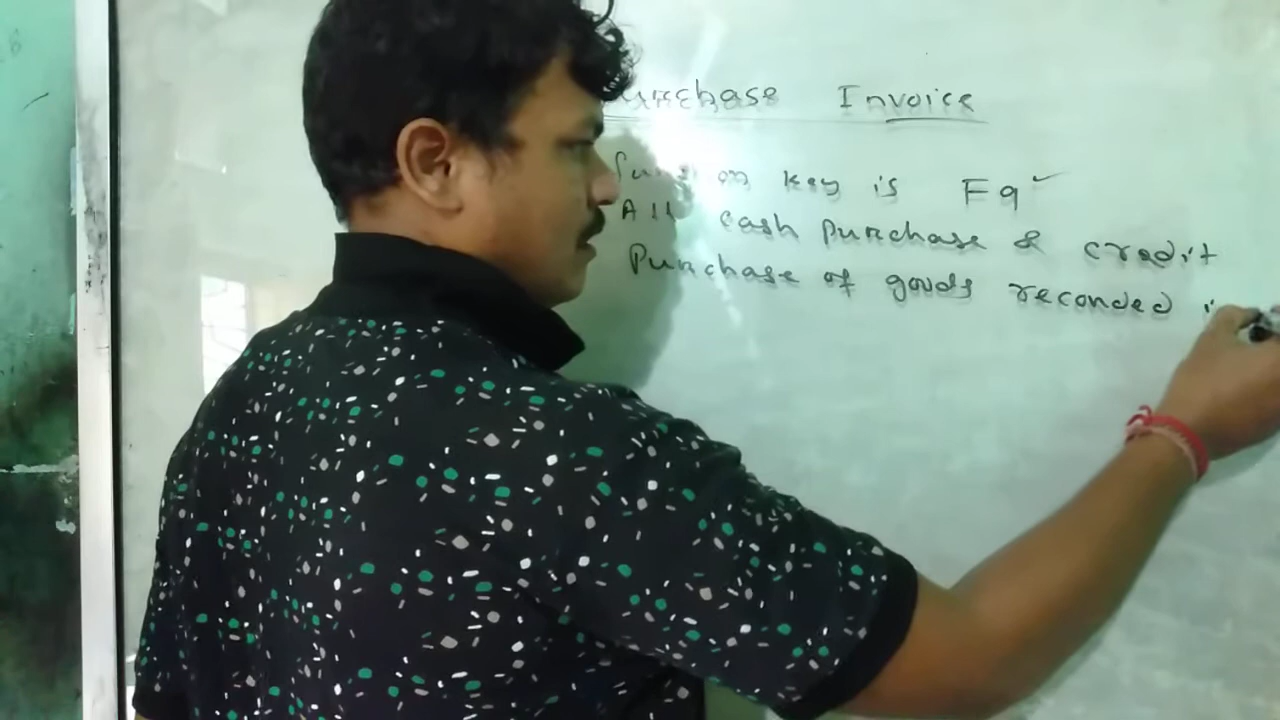 Purchase Invoice
Function key is F9
All cash purchase & credit
Purchase of goods recorded i